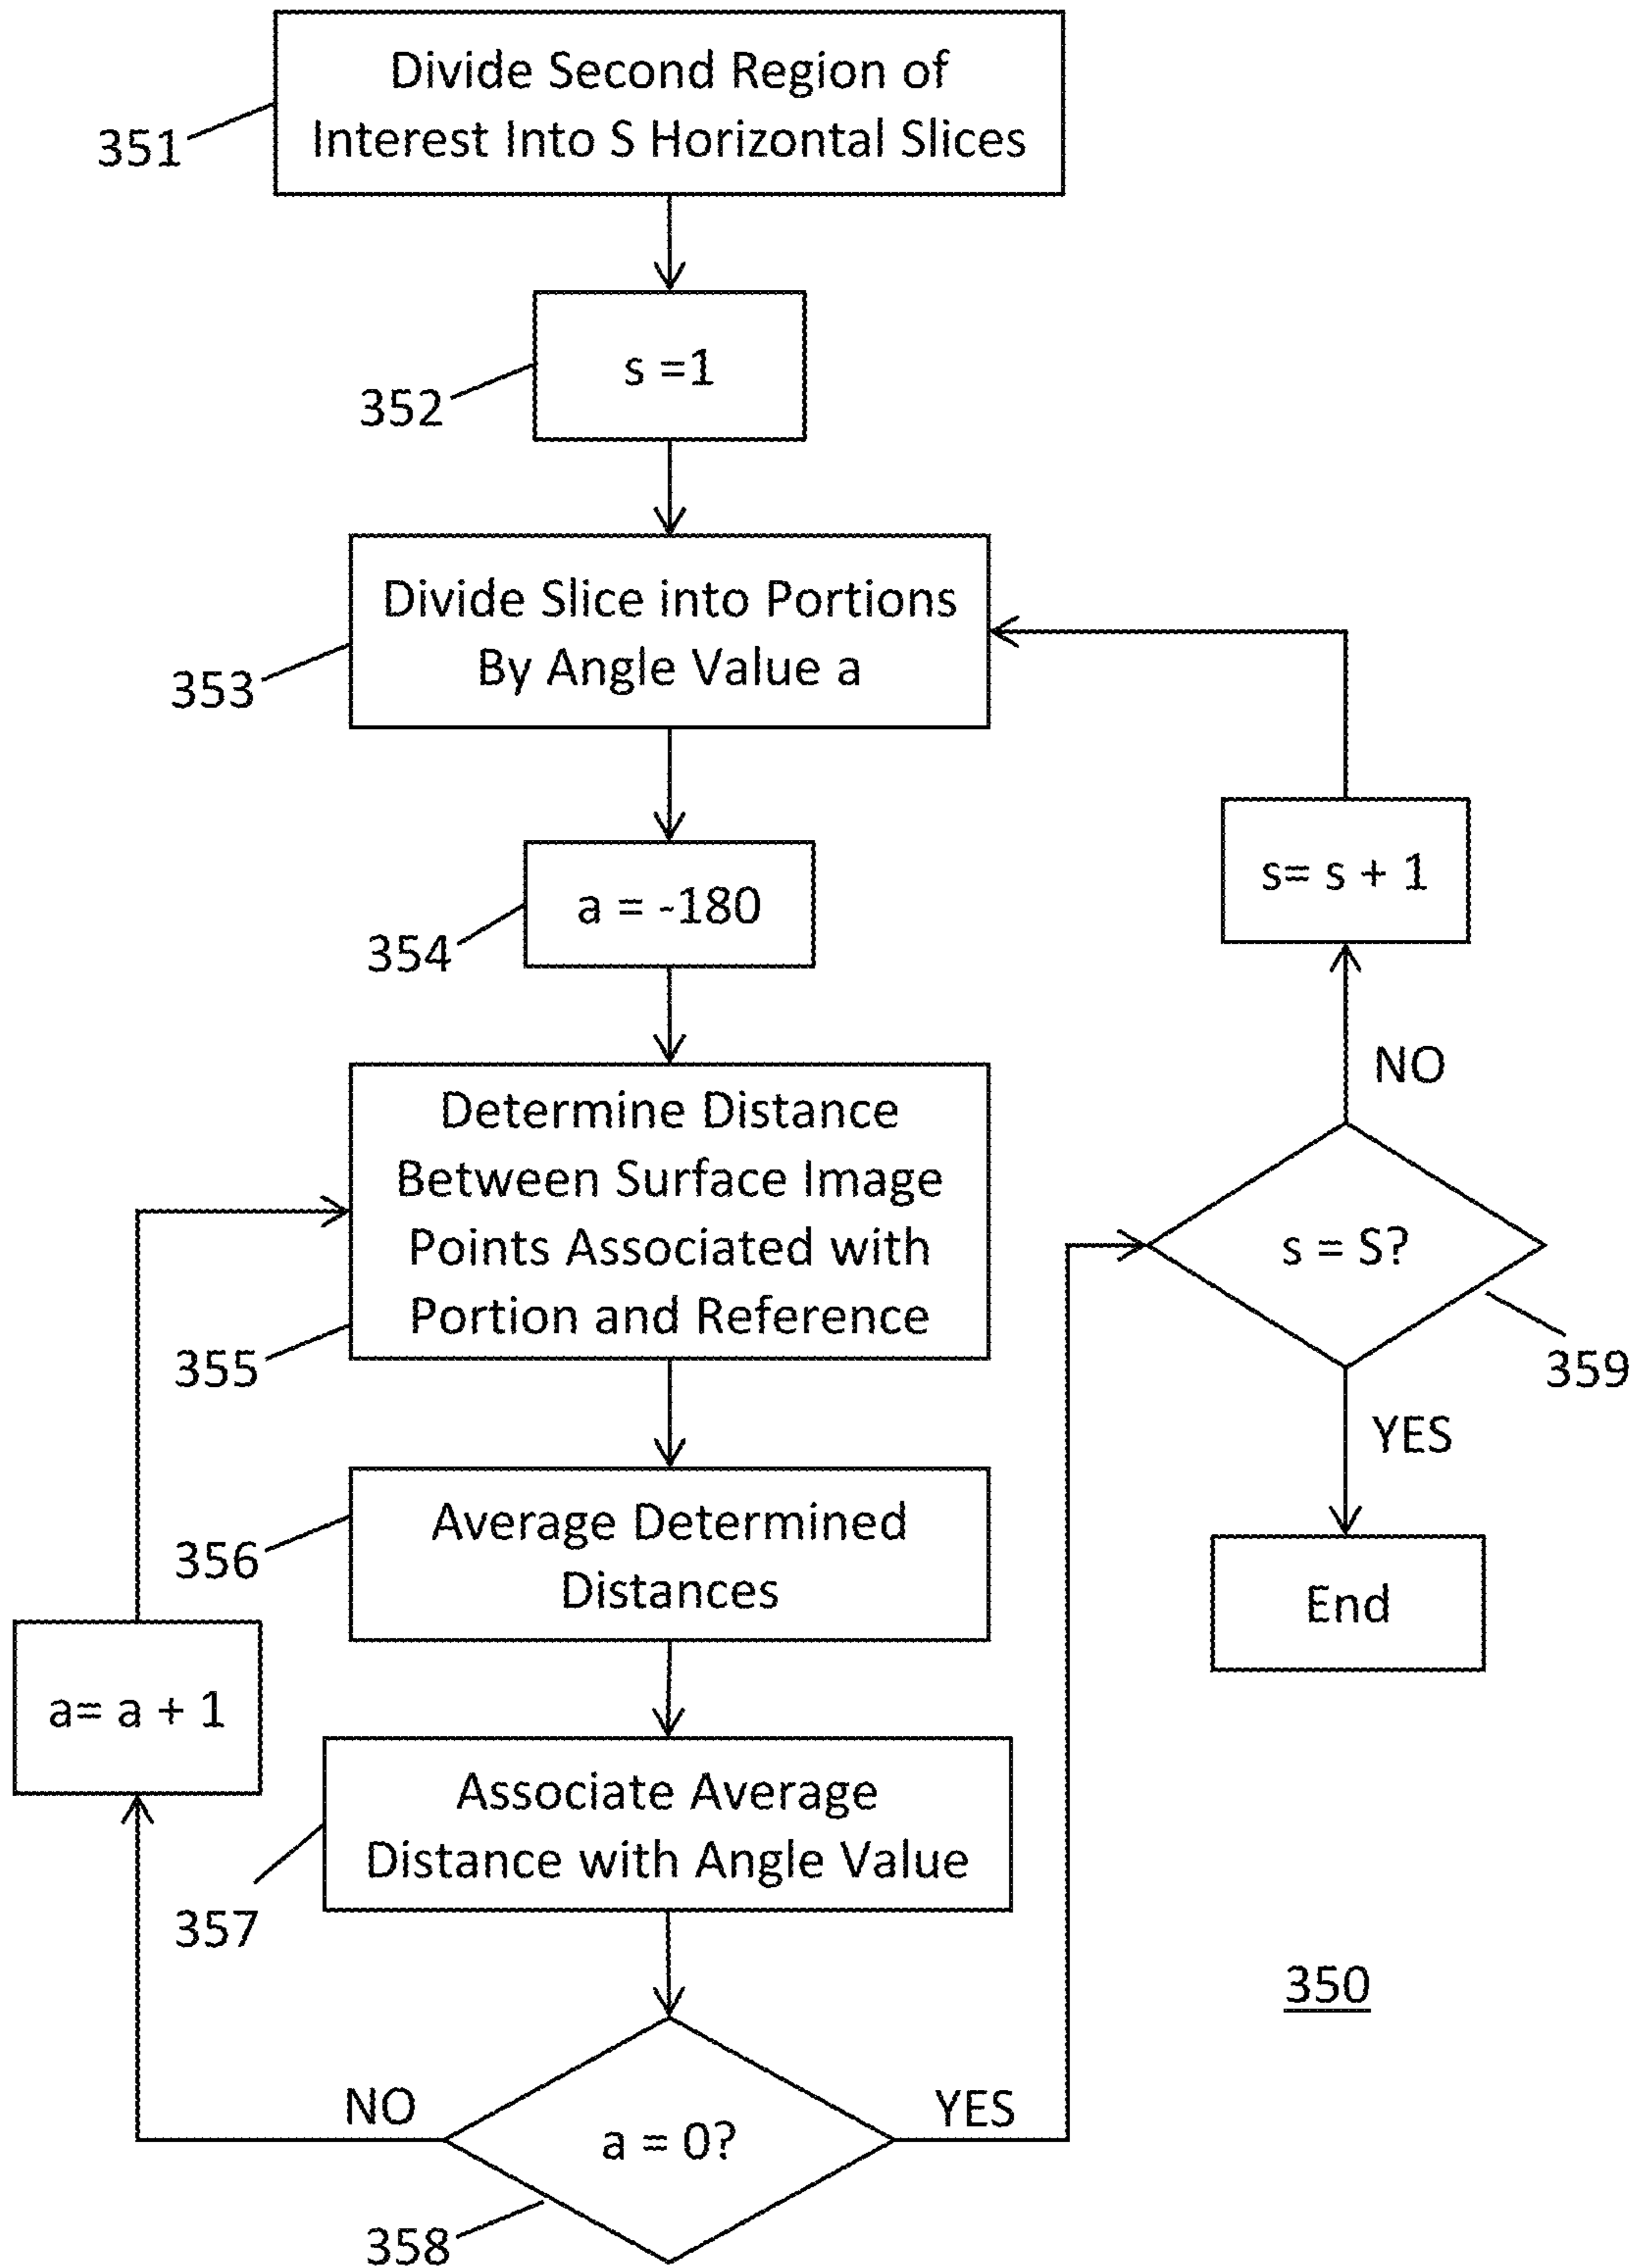 Divide Second Region of
Interest Into S Horizontal Slices
351
s =1
352
Divide Slice into Portions
By Angle Value a
353
a = -180
354
s= s + 1
Determine Distance
Between Surface Image
Points Associated with
Portion and Reference
355
NO
s = S?
359
YES
End
Average Determined
Distances
356
a= a + 1
Associate Average
Distance with Angle Value
357
350
NO
YES
a = 0?
358